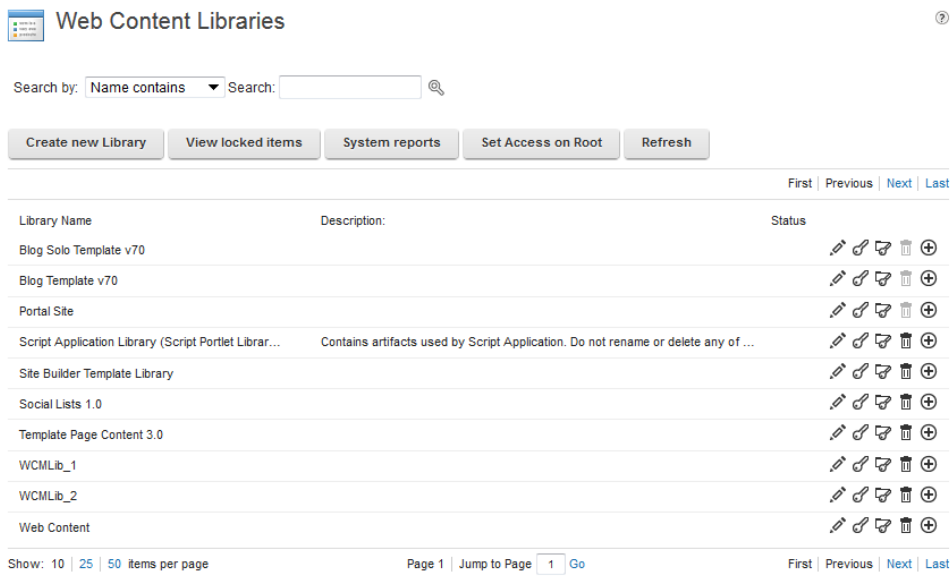 Web Content Libraries
?
Search by: Name contains Search:
Create new Library View locked items System reports Set Access on Root Refresh
First Previous Next Last
Library Name Description: Status
Blog Solo Template v70
Blog Template v70
Portal Site
Script Application Library (Script Portlet Librar... Contains artifacts used by Script Application. Do not rename or delete any of ...
Site Builder Template Library
Social Lists 1.0
Template Page Content 3.0
WCMLib_1
WCMLib_2
Web Content
Show: 10 25 50 items per page Page 1 Jump to Page 1 Go First Previous Next Last